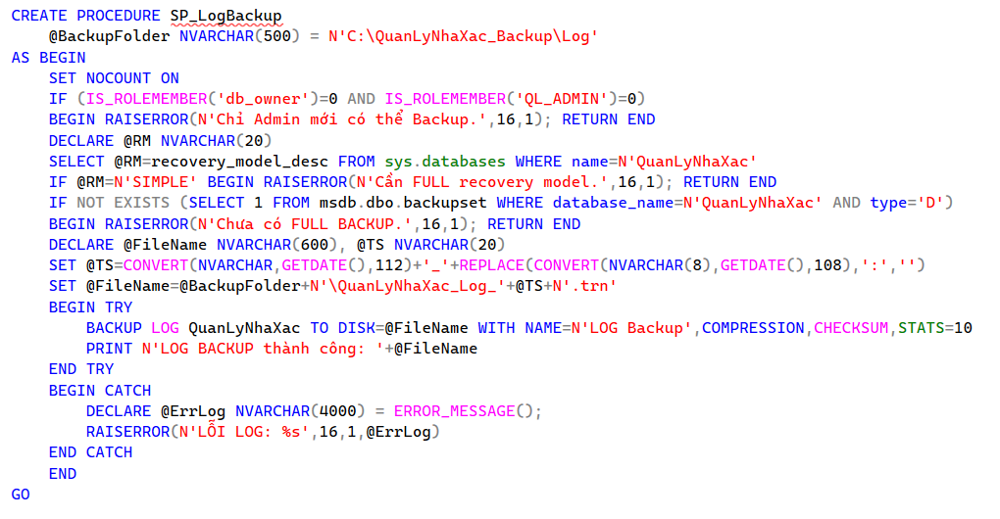 CREATE PROCEDURE SP_LogBackup
    @BackupFolder NVARCHAR(500) = N'C:\QuanLyNhaXac_Backup\Log'
AS BEGIN
    SET NOCOUNT ON
    IF (IS_ROLEMEMBER('db_owner')=0 AND IS_ROLEMEMBER('QL_ADMIN')=0)
    BEGIN RAISERROR(N'Chỉ Admin mới có thể Backup.',16,1); RETURN END
    DECLARE @RM NVARCHAR(20)
    SELECT @RM=recovery_model_desc FROM sys.databases WHERE name=N'QuanLyNhaXac'
    IF @RM=N'SIMPLE' BEGIN RAISERROR(N'Cần FULL recovery model.',16,1); RETURN END
    IF NOT EXISTS (SELECT 1 FROM msdb.dbo.backupset WHERE database_name=N'QuanLyNhaXac' AND type='D')
    BEGIN RAISERROR(N'Chưa có FULL BACKUP.',16,1); RETURN END
    DECLARE @FileName NVARCHAR(600), @TS NVARCHAR(20)
    SET @TS=CONVERT(NVARCHAR,GETDATE(),112)+'_'+REPLACE(CONVERT(NVARCHAR(8),GETDATE(),108),':','')
    SET @FileName=@BackupFolder+N'\QuanLyNhaXac_Log_'+@TS+N'.trn'
    BEGIN TRY
        BACKUP LOG QuanLyNhaXac TO DISK=@FileName WITH NAME=N'LOG Backup',COMPRESSION,CHECKSUM,STATS=10
        PRINT N'LOG BACKUP thành công: '+@FileName
    END TRY
    BEGIN CATCH
        DECLARE @ErrLog NVARCHAR(4000) = ERROR_MESSAGE();
        RAISERROR(N'LỖI LOG: %s',16,1,@ErrLog)
    END CATCH
    END
GO